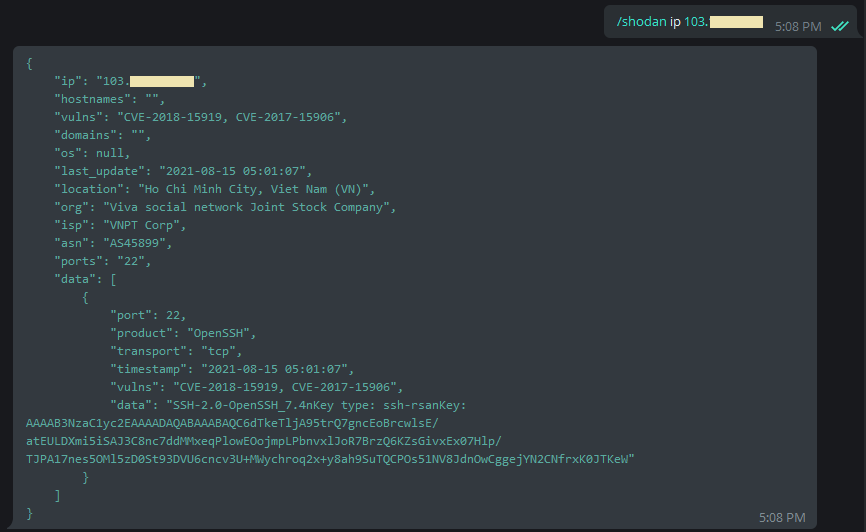 /shodan ip 103.
5:08 PM
{
"ip": "103.",
"hostnames": "",
"vulns": "CVE-2018-15919, CVE-2017-15906",
"domains": "",
"os": null,
"last_update": "2021-08-15 05:01:07",
"location": "Ho Chi Minh City, Viet Nam (VN)",
"org": "Viva social network Joint Stock Company",
"isp": "VNPT Corp",
"asn": "AS45899",
"ports": "22",
"data": [
{
"port": 22,
"product": "OpenSSH",
"transport": "tcp",
"timestamp": "2021-08-15 05:01:07",
"vulns": "CVE-2018-15919, CVE-2017-15906",
"data": "SSH-2.0-OpenSSH_7.4nKey type: ssh-rsanKey:
AAAAB3NzaC1yc2EAAAADAQABAAABAQC6dTkeTljA95trQ7gncEoBrcwlsE/
atEULDXmi5iSAJ3C8nc7ddMMxeqPlowEOojmpLPbnvxlJoR7BrzQ6KZsGivxEx07Hlp/
TJPA17nes5OMl5zD0St93DVU6cncv3U+MWychroq2x+y8ah9SuTQCPOs51NV8JdnOwCggejYN2CNfrxK0JTKeW"
}
]
}
5:08 PM